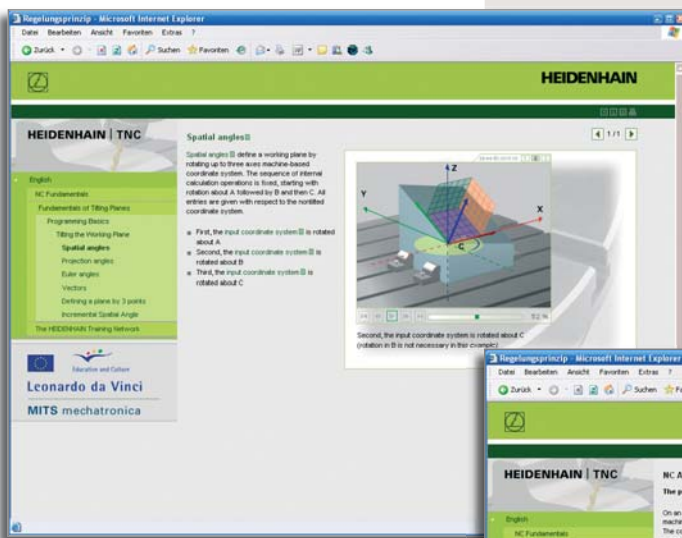 Regelungsprinzip - Microsoft Internet Explorer
Datei Bearbeiten Ansicht Favoriten Extras ?
Zurück Suchen Favoriten
HEIDENHAIN
HEIDENHAIN | TNC
English
NC Fundamentals
Fundamentals of Tilting Planes
Programming Basics
Tilting the Working Plane
Spatial angles
Projection angles
Euler angles
Vectors
Defining a plane by 3 points
Incremental Spatial Angle
The HEIDENHAIN Training Network
Education and Culture
Leonardo da Vinci
MITS mechatronica
Spatial angles
Spatial angles define a working plane by
rotating up to three axes machine-based
coordinate system. The sequence of internal
calculation operations is fixed, starting with
rotation about A followed by B and then C. All
entries are given with respect to the nontilted
coordinate system.
First, the input coordinate system is rotated
about A
Second, the input coordinate system is
rotated about B
Third, the input coordinate system is
rotated about C
1/1
Z
Y
X
C
Second, the input coordinate system is rotated about C
(rotation in B is not necessary in this example)
Regelungsprinzip - Microsoft Internet Explorer
Datei Bearbeiten Ansicht Favoriten Extras ?
Zurück Suchen
HEIDENHAIN | TNC
English
NC Fundamentals
NC A
The p
On an
machin
The co